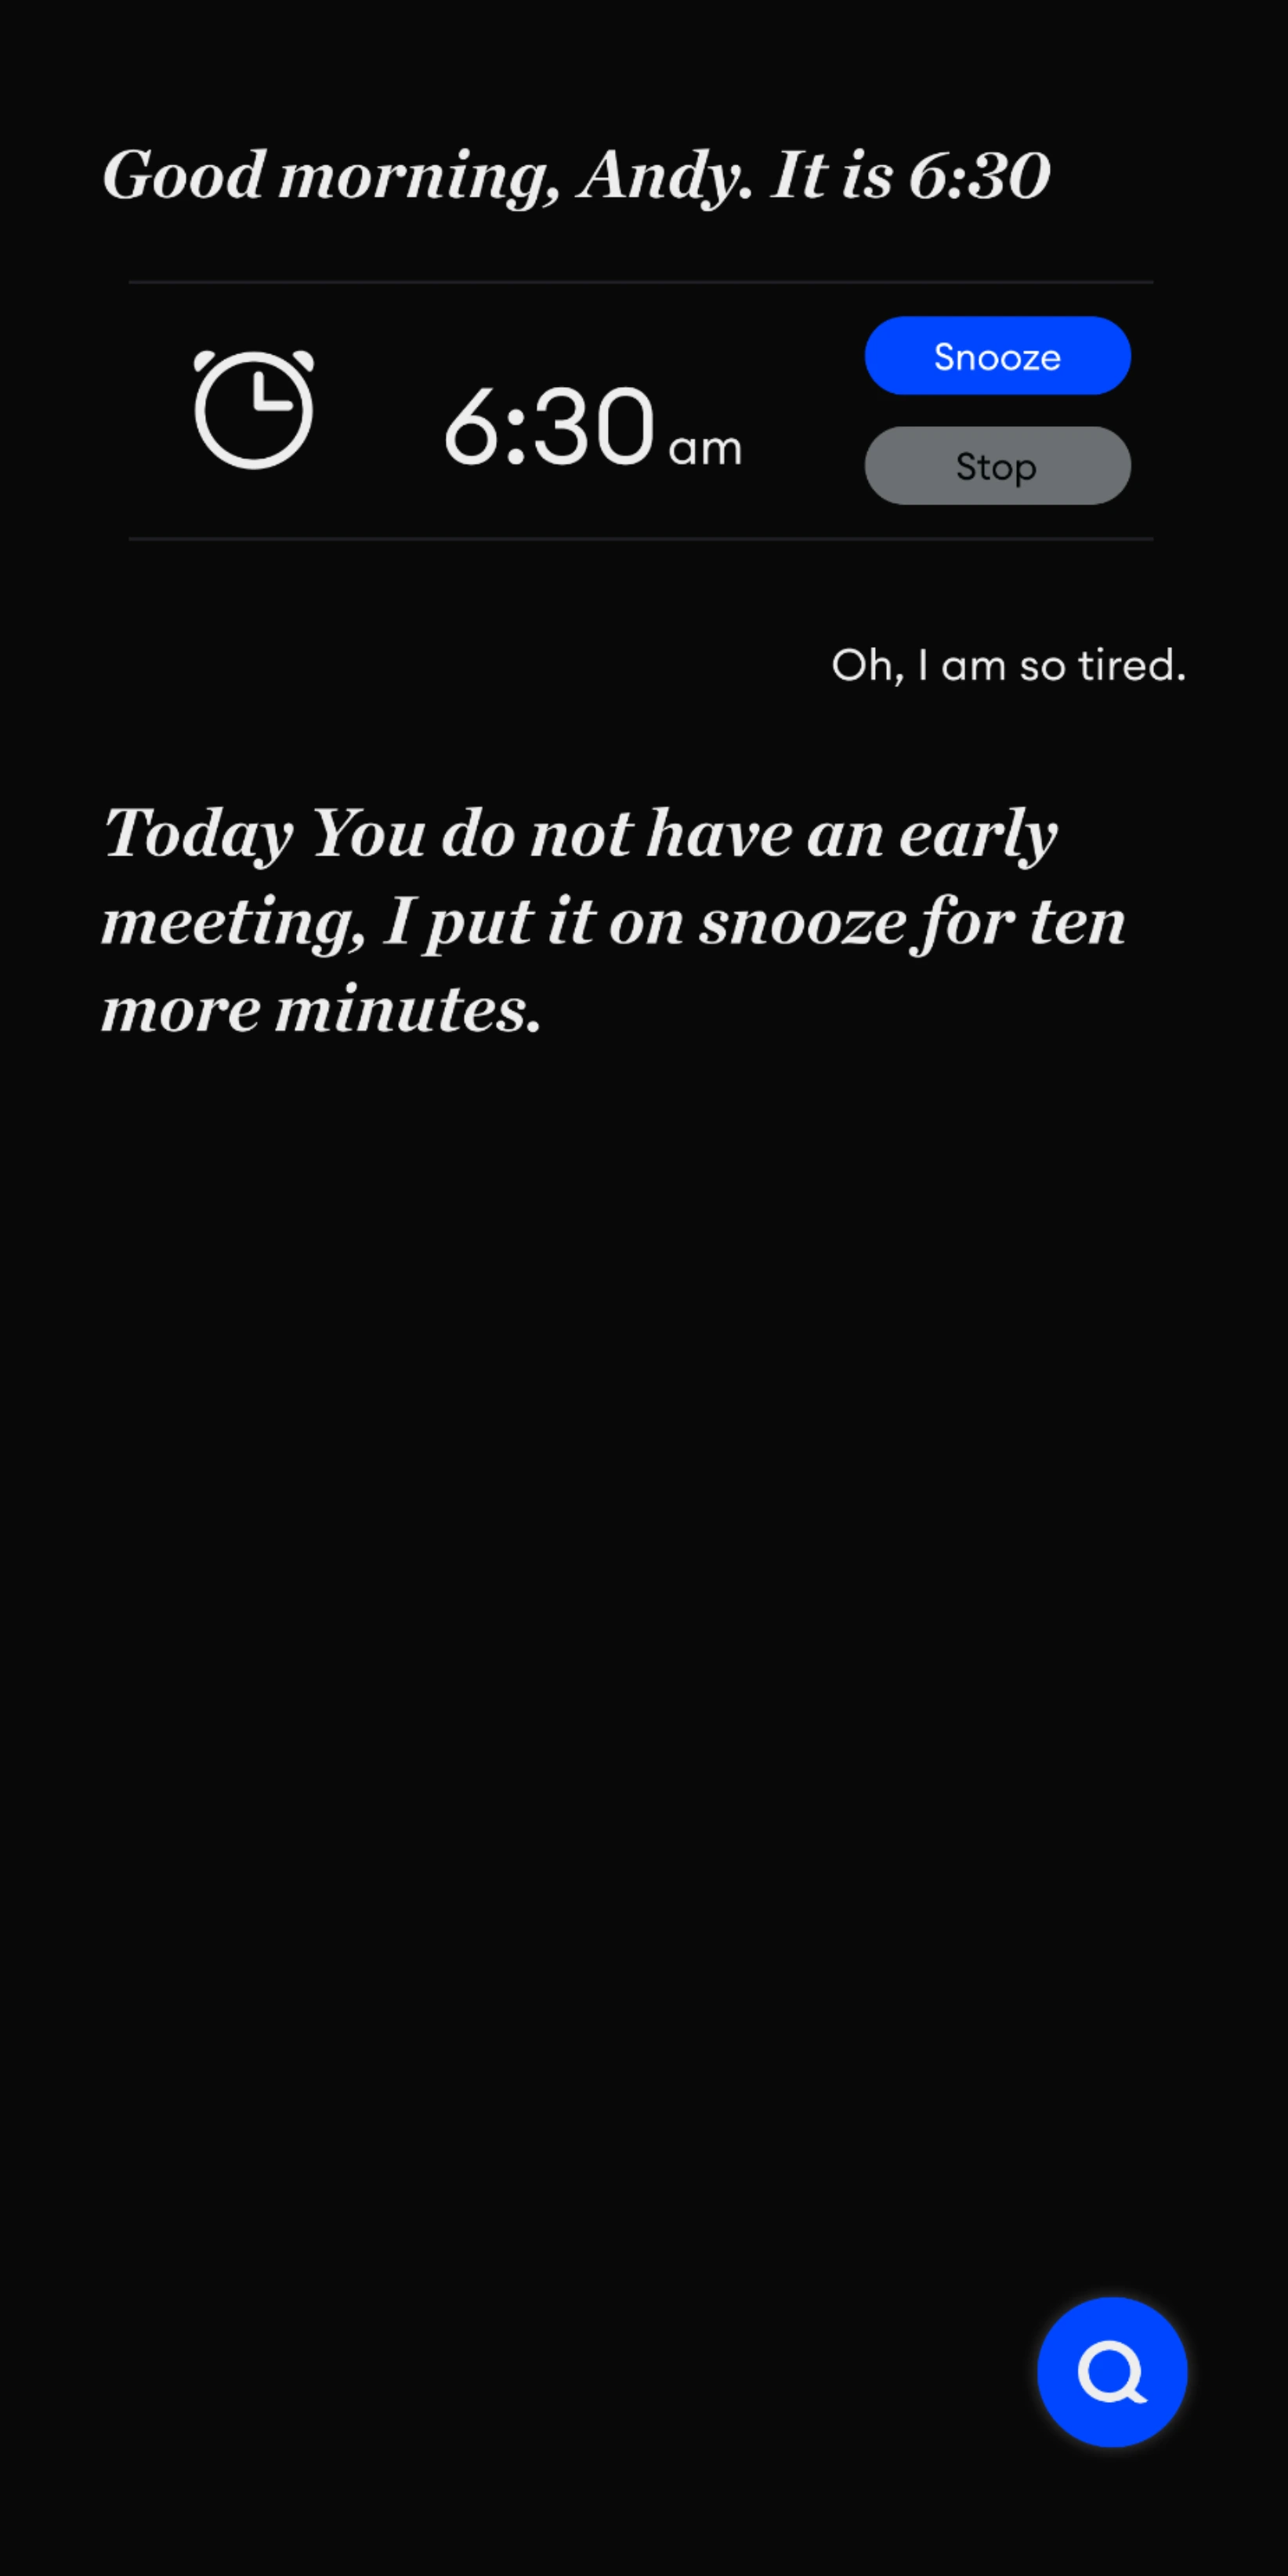 Good morning, Andy. It is 6:30
6:30 am
Snooze
Stop
Oh, I am so tired.
Today You do not have an early
meeting, I put it on snooze for ten
more minutes.